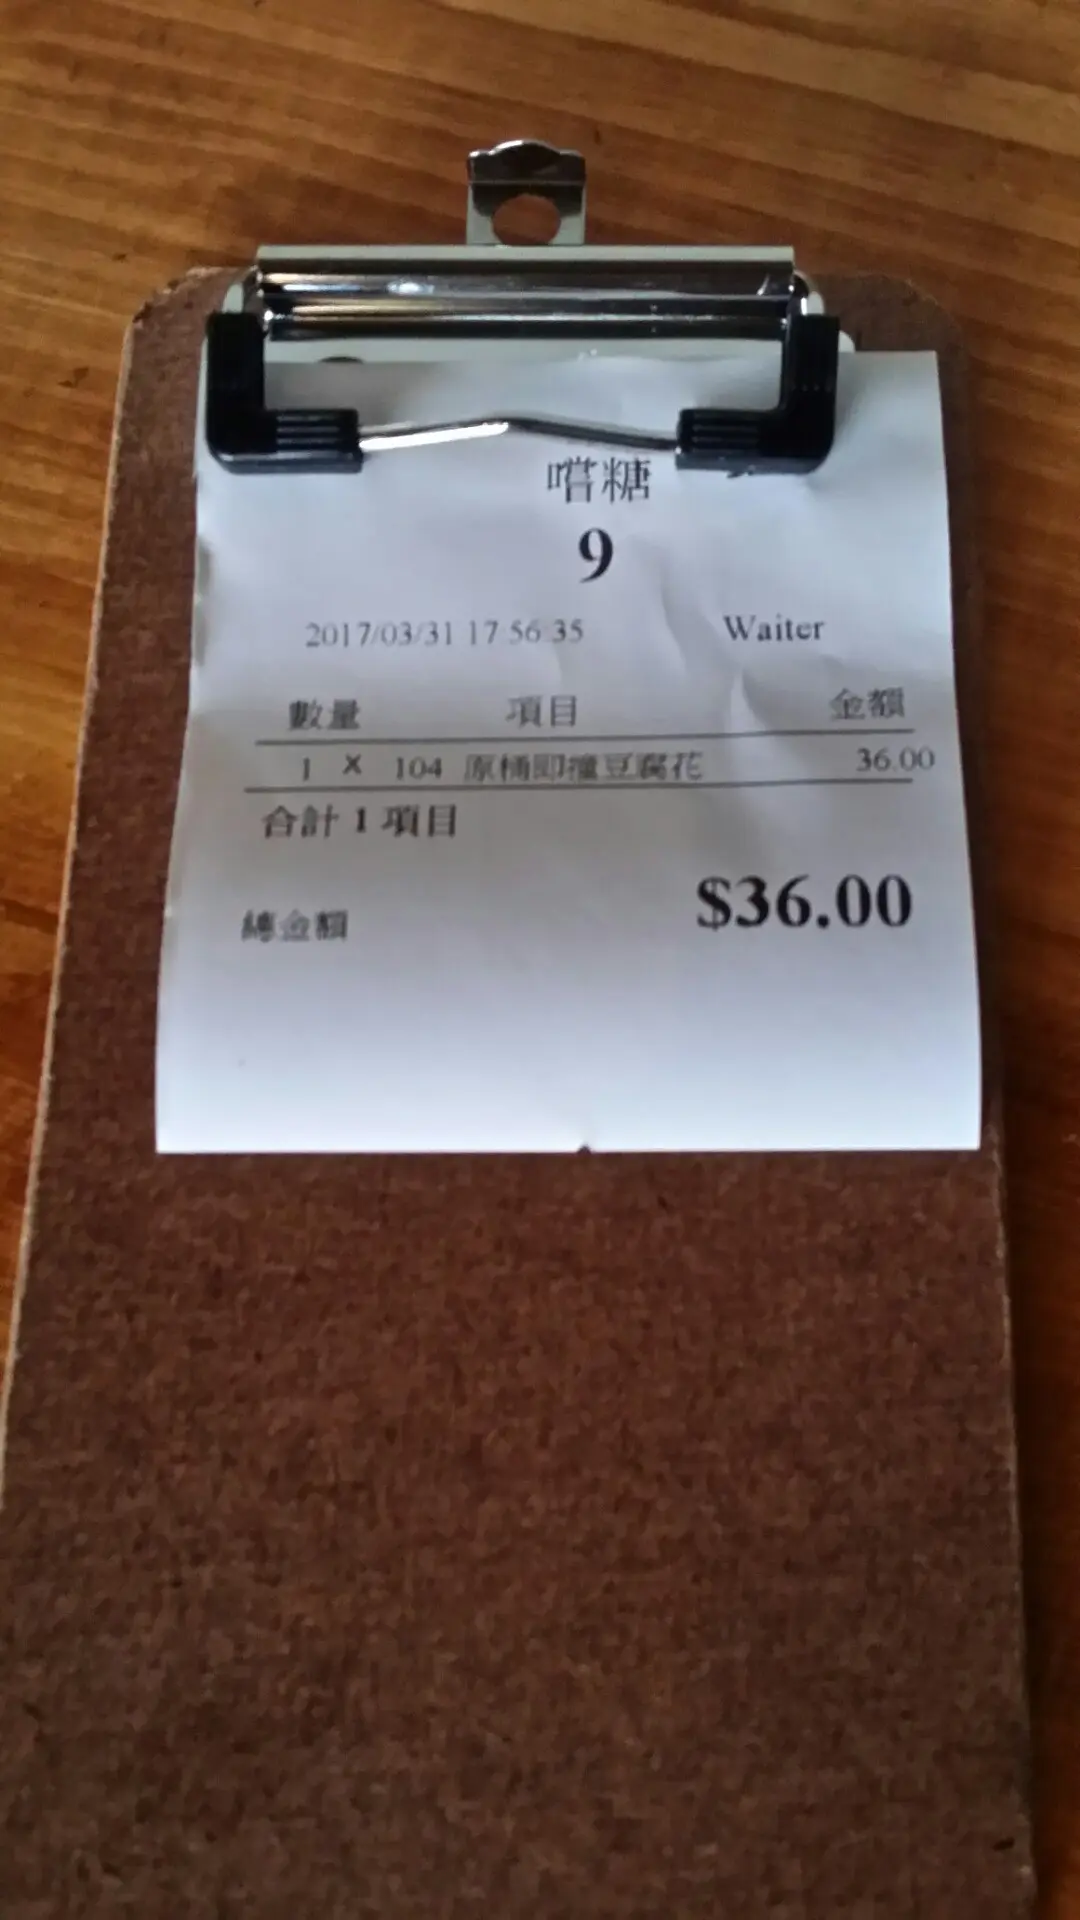 嚐糖
9
2017/03/31 17 56:35 Waiter
數量 項目 金額
1 × 104 原桶即撞豆腐花 36.00
合計 1 項目
總金額 $36.00